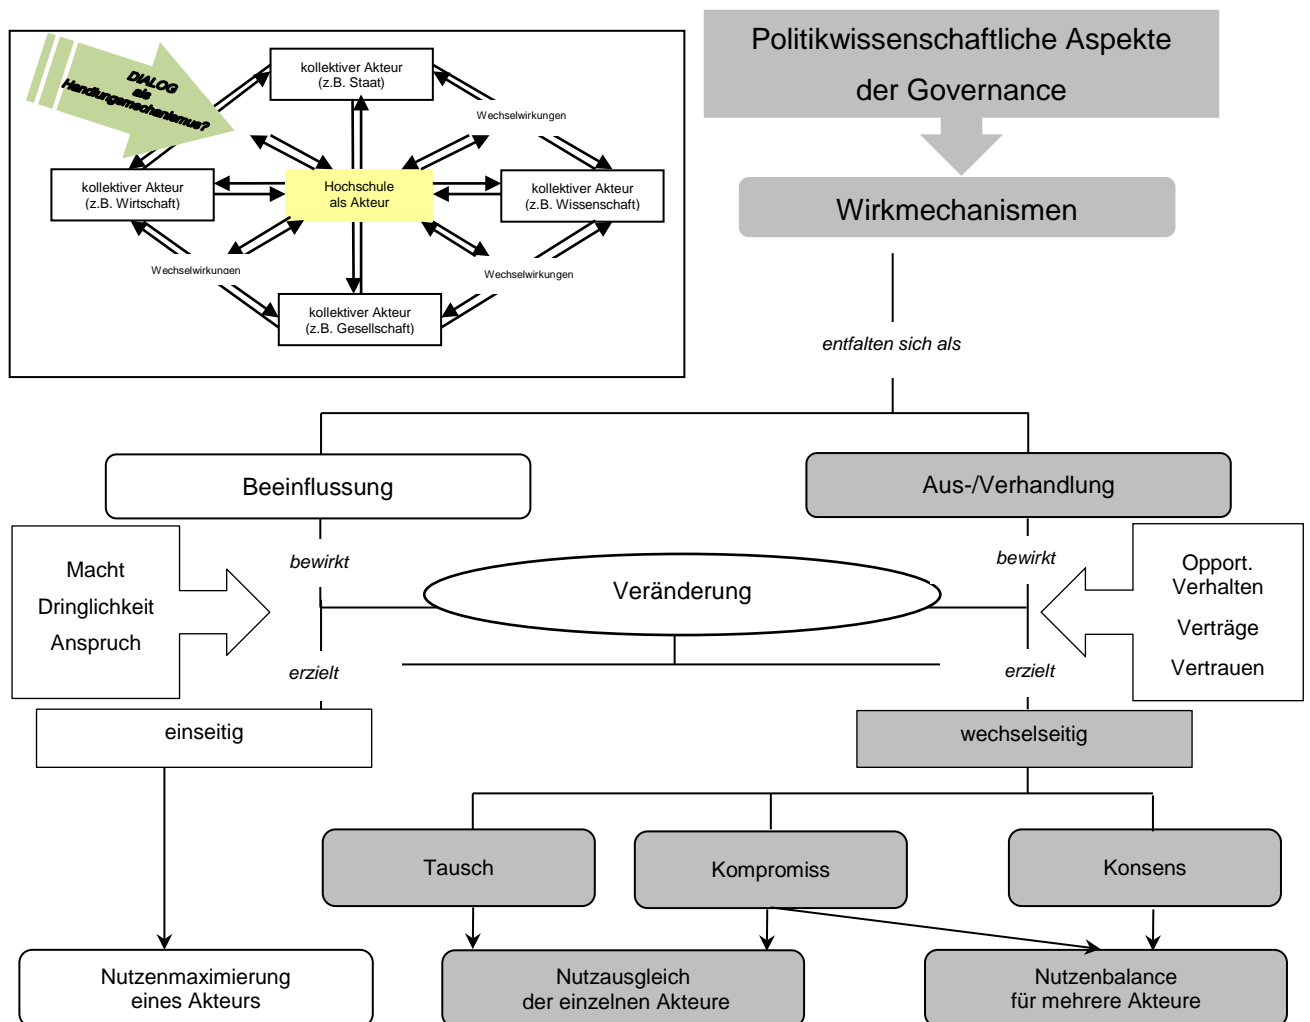 Politikwissenschaftliche Aspekte
der Governance
Wirkmechanismen
DIALOG
als
Handlungsmechanismus?
kollektiver Akteur
(z.B. Staat)
Wechselwirkungen
kollektiver Akteur
(z.B. Wirtschaft)
Hochschule
als Akteur
kollektiver Akteur
(z.B. Wissenschaft)
Wechselwirkungen
Wechselwirkungen
kollektiver Akteur
(z.B. Gesellschaft)
entfalten sich als
Beeinflussung
Aus-/Verhandlung
Macht
Dringlichkeit
Anspruch
bewirkt
Veränderung
bewirkt
Opport.
Verhalten
Verträge
Vertrauen
erzielt
erzielt
einseitig
wechselseitig
Tausch
Kompromiss
Konsens
Nutzenmaximierung
eines Akteurs
Nutzausgleich
der einzelnen Akteure
Nutzenbalance
für mehrere Akteure